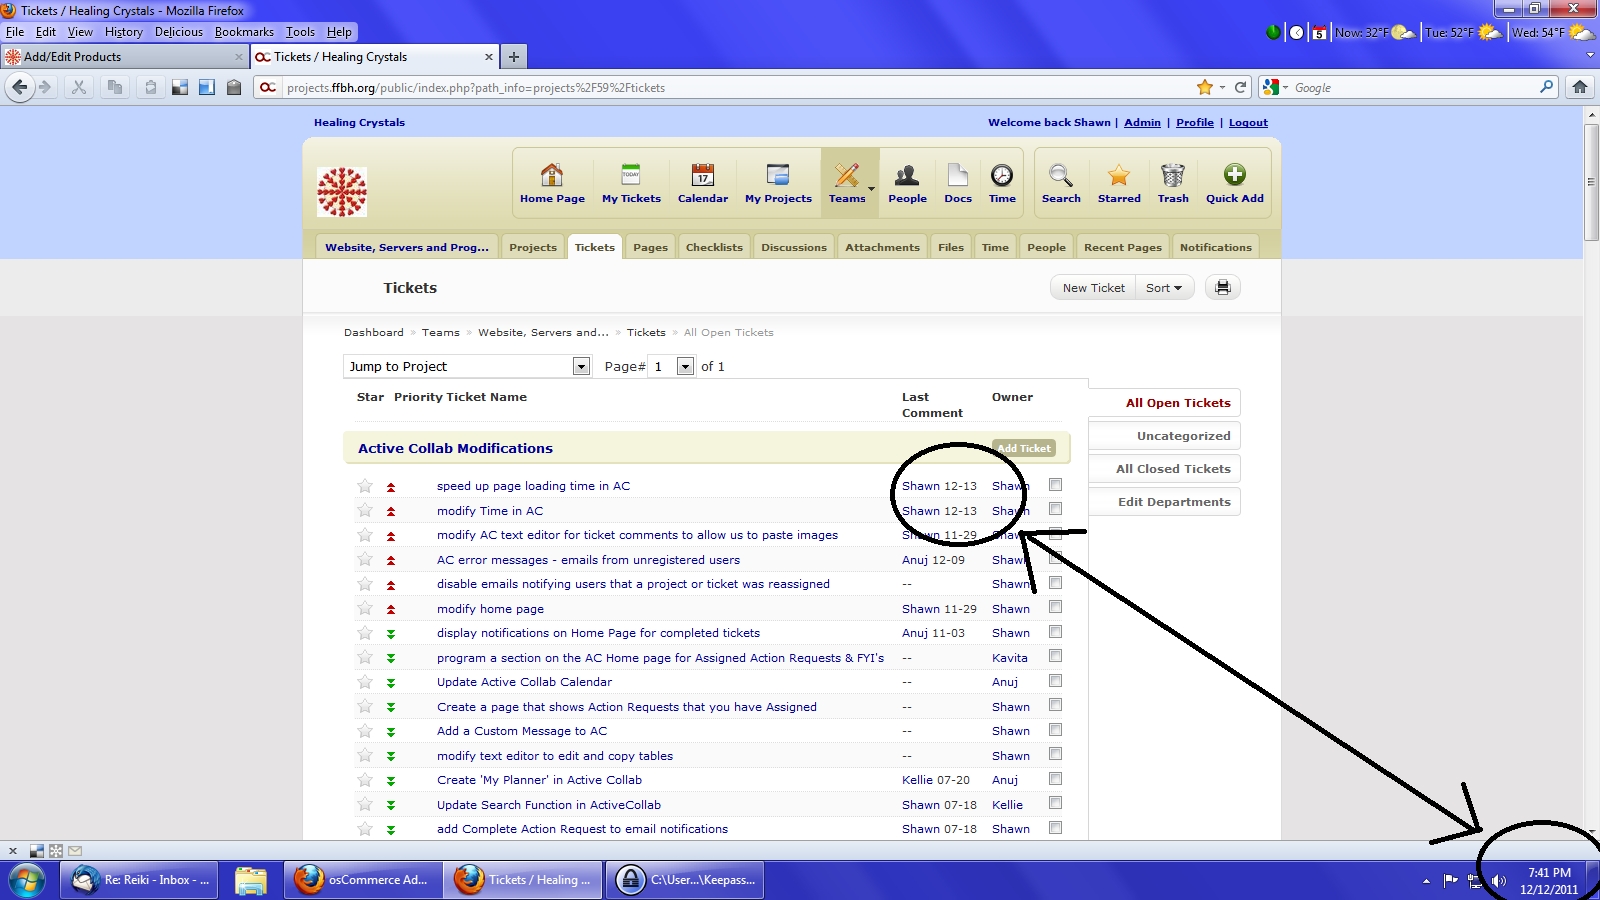 Tickets / Healing Crystals - Mozilla Firefox
File Edit View History Delicious Bookmarks Tools Help
5 Now: 32°F Tue: 52°F Wed: 54°F
Add/Edit Products
Tickets / Healing Crystals
projects.ffbh.org/public/index.php?path_info=projects%2F59%2Ftickets
Google
Healing Crystals
Welcome back Shawn | Admin | Profile | Logout
TODAY
17
Home Page My Tickets Calendar My Projects Teams People Docs Time Search Starred Trash Quick Add
Website, Servers and Prog... Projects Tickets Pages Checklists Discussions Attachments Files Time People Recent Pages Notifications
Tickets
New Ticket Sort
Dashboard » Teams » Website, Servers and... » Tickets » All Open Tickets
Jump to Project Page# 1 of 1
Star Priority Ticket Name Last Comment Owner
All Open Tickets
Uncategorized
All Closed Tickets
Edit Departments
Active Collab Modifications Add Ticket
speed up page loading time in AC Shawn 12-13 Shawn
modify Time in AC Shawn 12-13 Shawn
modify AC text editor for ticket comments to allow us to paste images Shawn 11-29 Shawn
AC error messages - emails from unregistered users Anuj 12-09 Shawn
disable emails notifying users that a project or ticket was reassigned -- Shawn
modify home page Shawn 11-29 Shawn
display notifications on Home Page for completed tickets Anuj 11-03 Shawn
program a section on the AC Home page for Assigned Action Requests & FYI's -- Kavita
Update Active Collab Calendar -- Anuj
Create a page that shows Action Requests that you have Assigned -- Shawn
Add a Custom Message to AC -- Shawn
modify text editor to edit and copy tables -- Shawn
Create 'My Planner' in Active Collab Kellie 07-20 Anuj
Update Search Function in ActiveCollab Shawn 07-18 Kellie
add Complete Action Request to email notifications Shawn 07-18 Shawn
Re: Reiki - Inbox - ...
osCommerce Ad...
Tickets / Healing ...
C:\User...\Keepass...
7:41 PM
12/12/2011